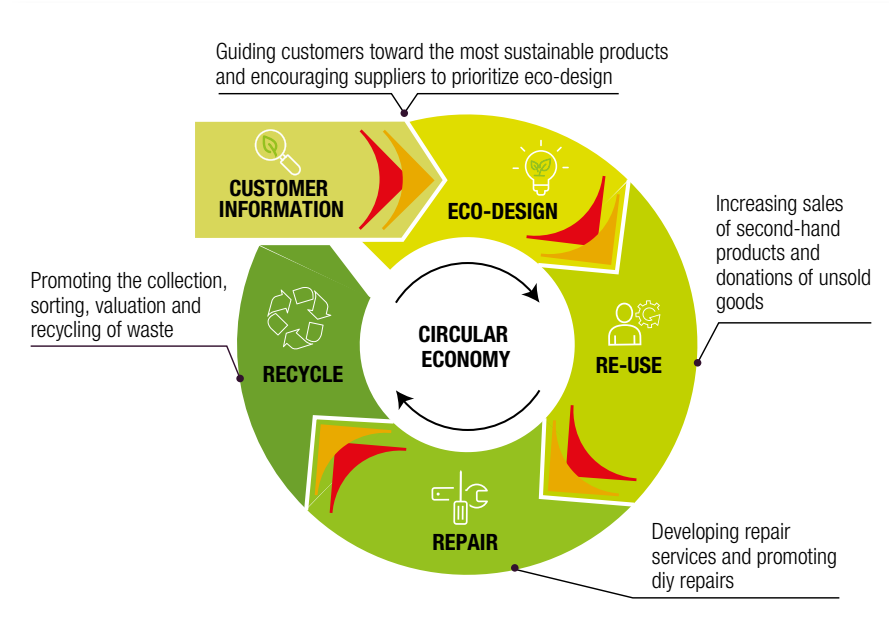 Guiding customers toward the most sustainable products
and encouraging suppliers to prioritize eco-design
CUSTOMER
INFORMATION
ECO-DESIGN
Increasing sales
of second-hand
products and
donations of unsold
goods
Promoting the collection,
sorting, valuation and
recycling of waste
CIRCULAR
ECONOMY
RE-USE
RECYCLE
REPAIR
Developing repair
services and promoting
diy repairs